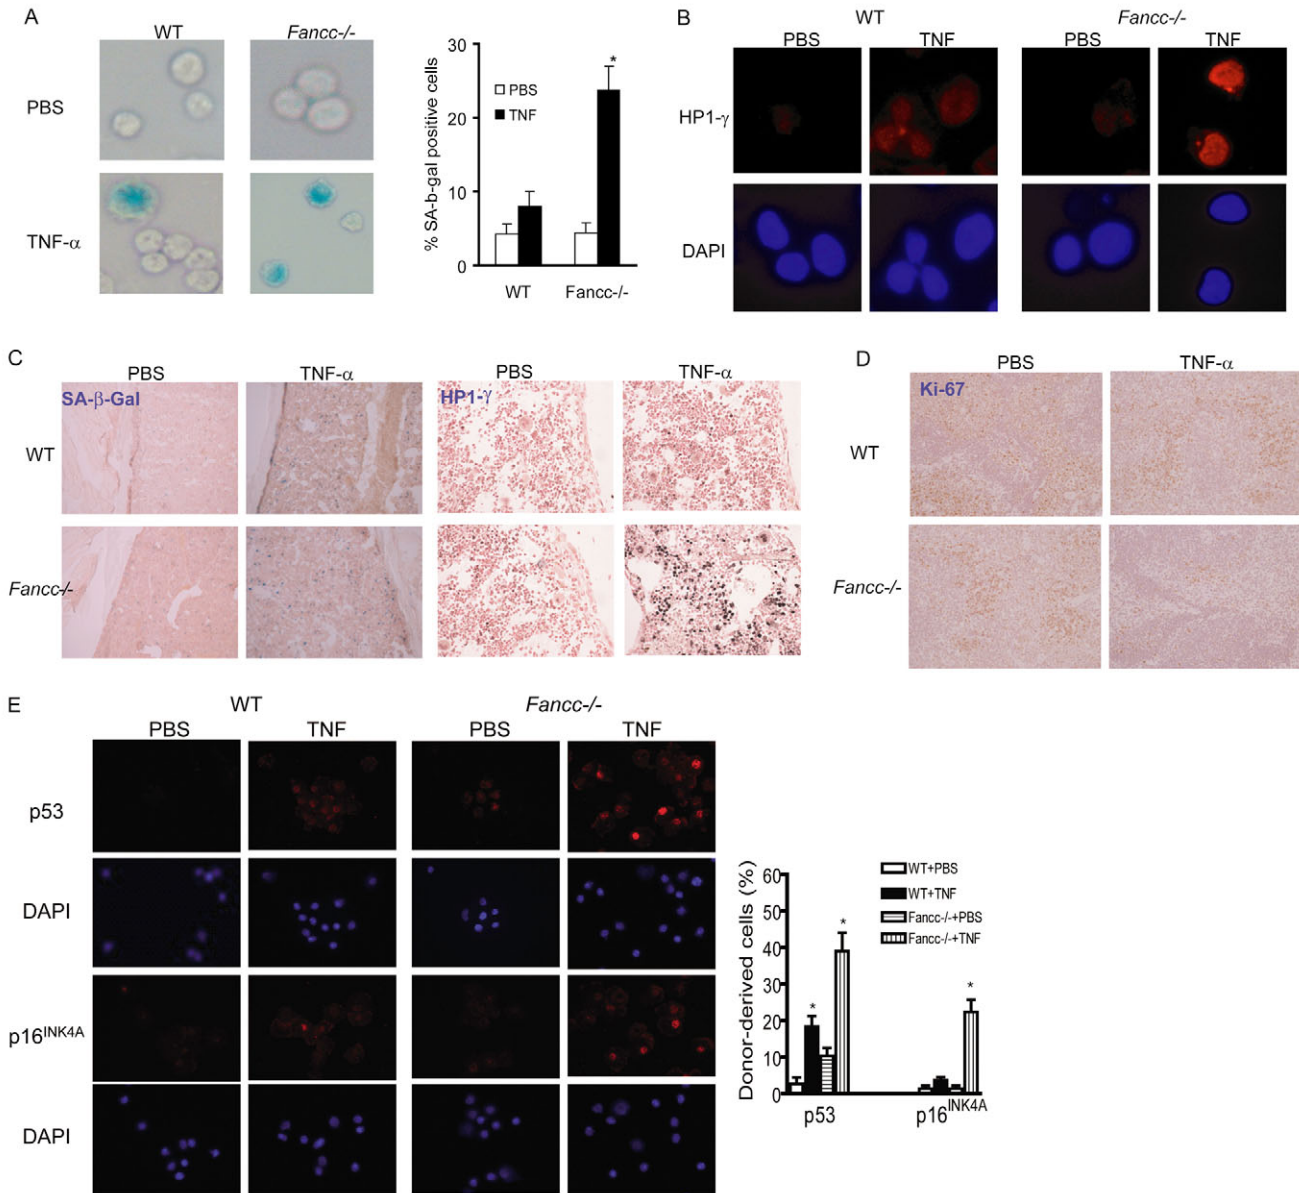 A
WT Fancc-/-
PBS
TNF-α
% SA-b-gal positive cells
30
20
10
0
PBS
TNF
*
WT Fancc-/-
B
WT Fancc-/-
PBS TNF PBS TNF
HP1-γ
DAPI
C
PBS TNF-α PBS TNF-α
SA-β-Gal HP1-γ
WT
Fancc-/-
D
PBS TNF-α
Ki-67
WT
Fancc-/-
E
WT Fancc-/-
PBS TNF PBS TNF
p53
DAPI
p16INK4A
DAPI
Donor-derived cells (%)
60
50
40
30
20
10
0
WT+PBS
WT+TNF
Fancc-/-+PBS
Fancc-/-+TNF
* * *
p53 p16INK4A